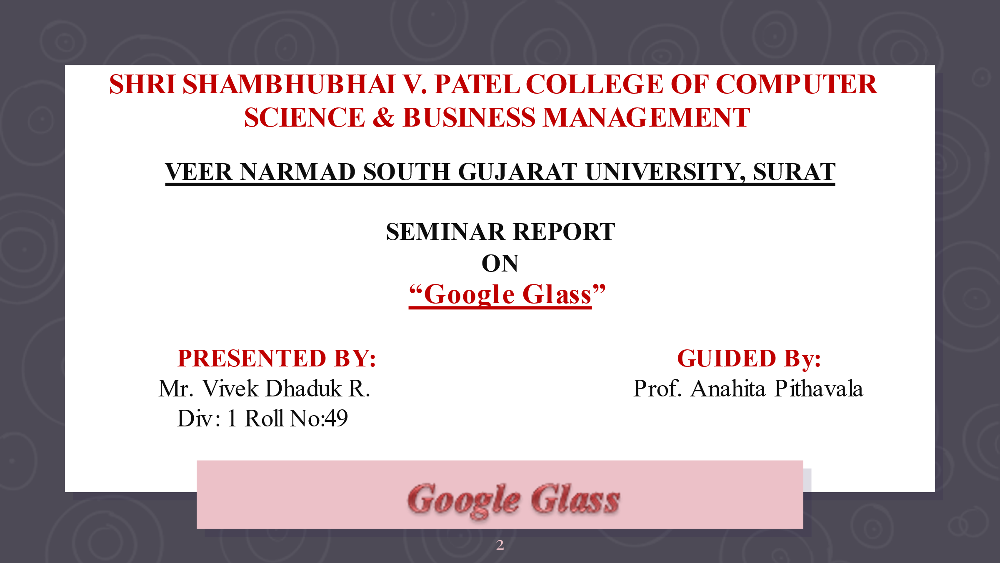 SHRI SHAMBHUBHAI V. PATEL COLLEGE OF COMPUTER
SCIENCE & BUSINESS MANAGEMENT
VEER NARMAD SOUTH GUJARAT UNIVERSITY, SURAT
SEMINAR REPORT
ON
“Google Glass”
PRESENTED BY: GUIDED By:
Mr. Vivek Dhaduk R. Prof. Anahita Pithavala
Div: 1 Roll No:49
Google Glass
2